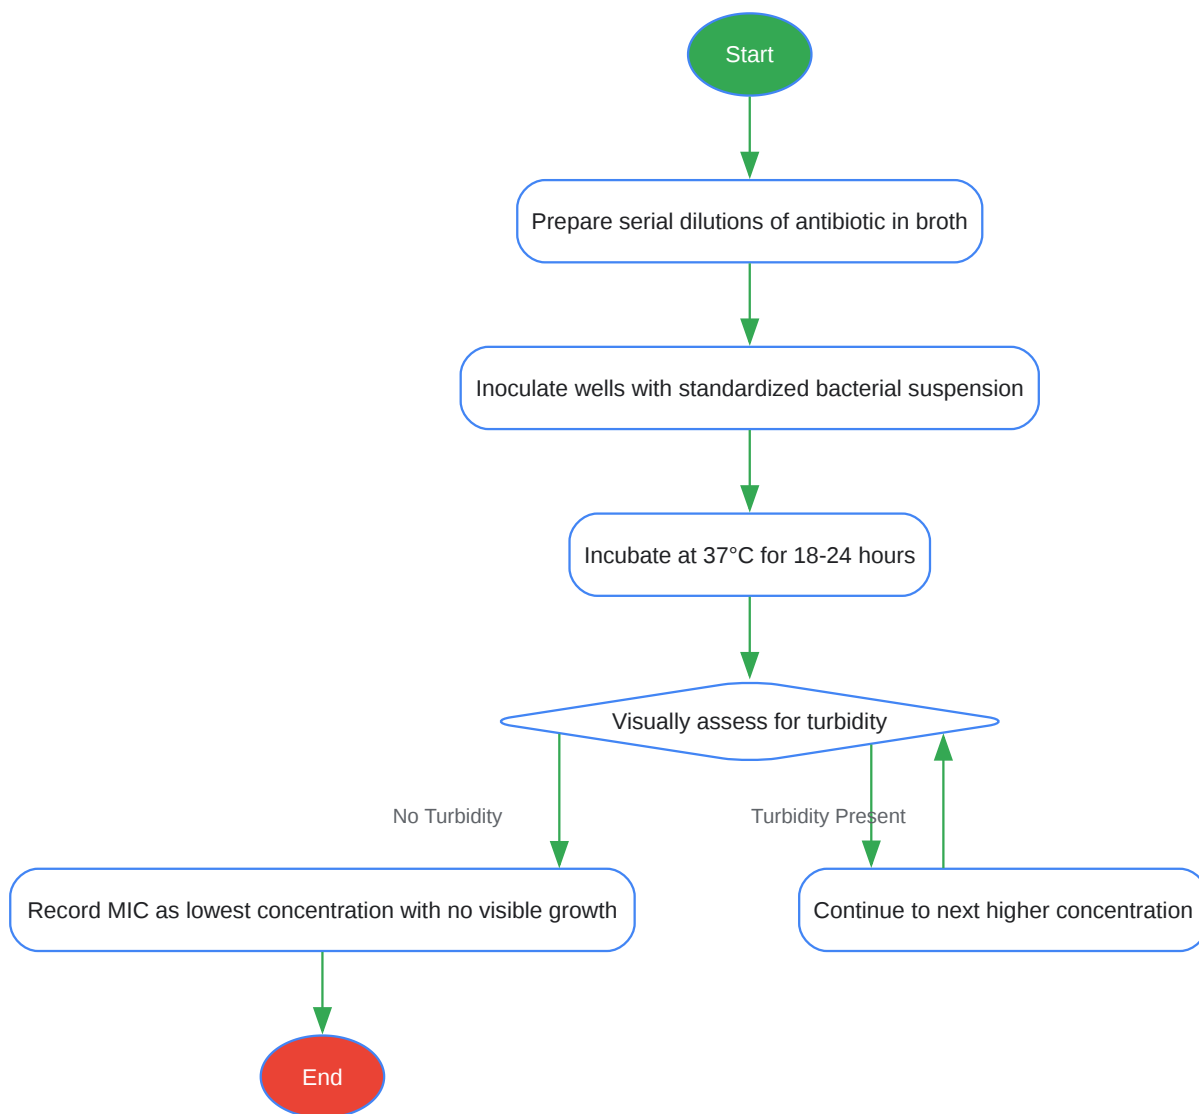 Start
Prepare serial dilutions of antibiotic in broth
Inoculate wells with standardized bacterial suspension
Incubate at 37°C for 18-24 hours
Visually assess for turbidity
No Turbidity
Turbidity Present
Record MIC as lowest concentration with no visible growth
Continue to next higher concentration
End